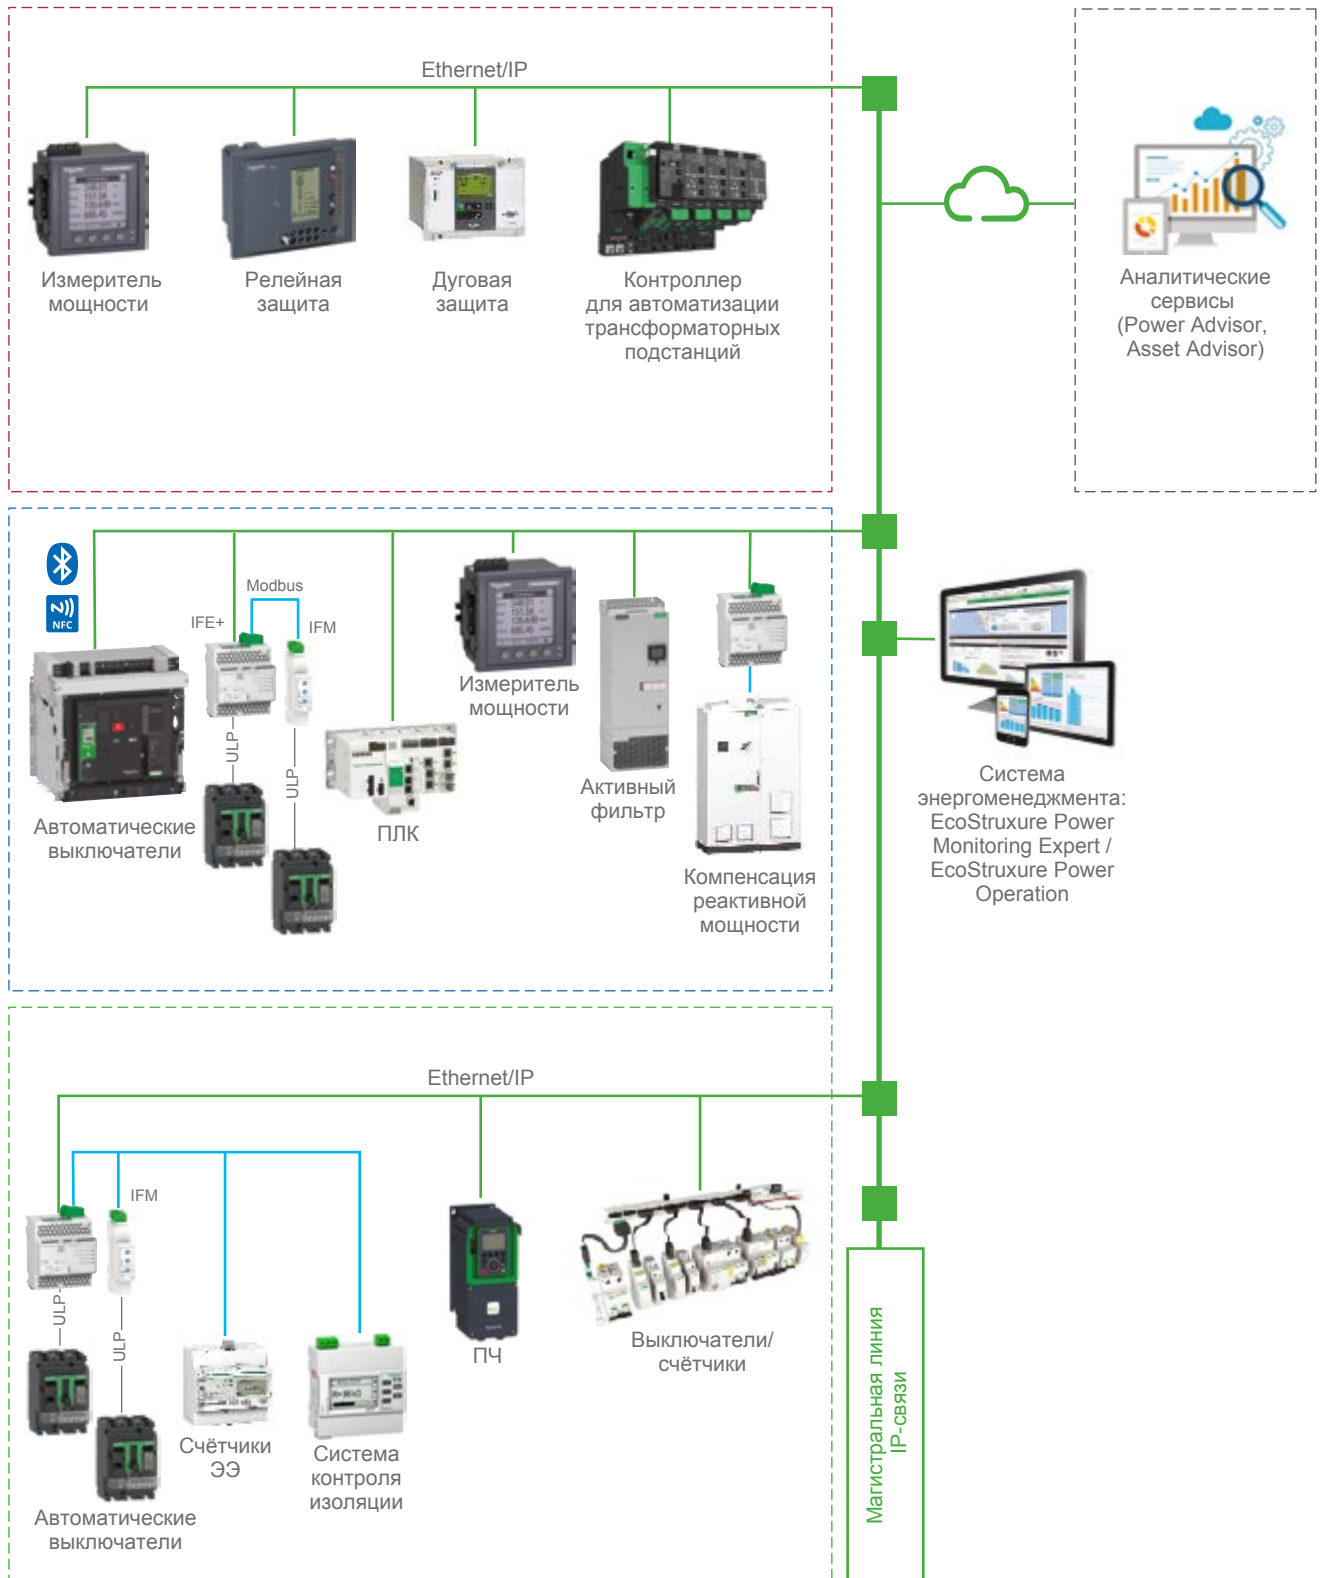 Ethernet/IP
Измеритель
мощности
Релейная
защита
Дуговая
защита
Контроллер
для автоматизации
трансформаторных
подстанций
Аналитические
сервисы
(Power Advisor,
Asset Advisor)
NFC
Modbus
IFE+
IFM
ULP
ULP
Автоматические
выключатели
ПЛК
Измеритель
мощности
Активный
фильтр
Компенсация
реактивной
мощности
Система
энергоменеджмента:
EcoStruxure Power
Monitoring Expert /
EcoStruxure Power
Operation
Ethernet/IP
IFM
ULP
ULP
Автоматические
выключатели
Счётчики
ЭЭ
Система
контроля
изоляции
ПЧ
Выключатели/
счётчики
Магистральная линия
IP-связи